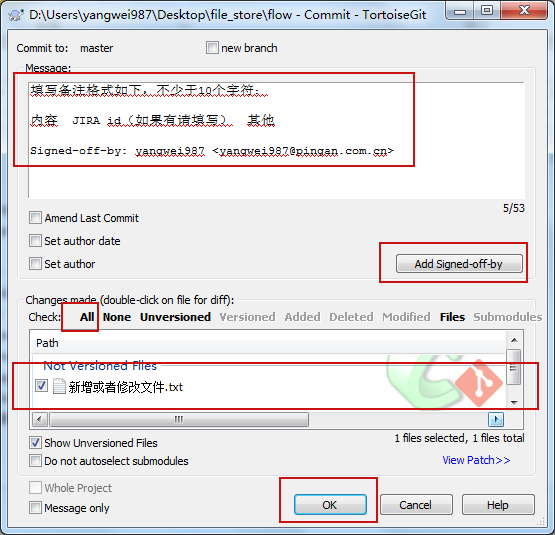 D:\Users\yangwei987\Desktop\file_store\flow - Commit - TortoiseGit
Commit to: master new branch
Message:
填写备注格式如下，不少于10个字符：
内容 JIRA id（如果有请填写） 其他
Signed-off-by: yangwei987 <yangwei987@pingan.com.cn>
5/53
Amend Last Commit
Set author date
Set author
Add Signed-off-by
Changes made (double-click on file for diff):
Check: All None Unversioned Versioned Added Deleted Modified Files Submodules
Path
Not Versioned Files
新增或者修改文件.txt
Show Unversioned Files
1 files selected, 1 files total
Do not autoselect submodules
View Patch>>
Whole Project
Message only
OK
Cancel
Help